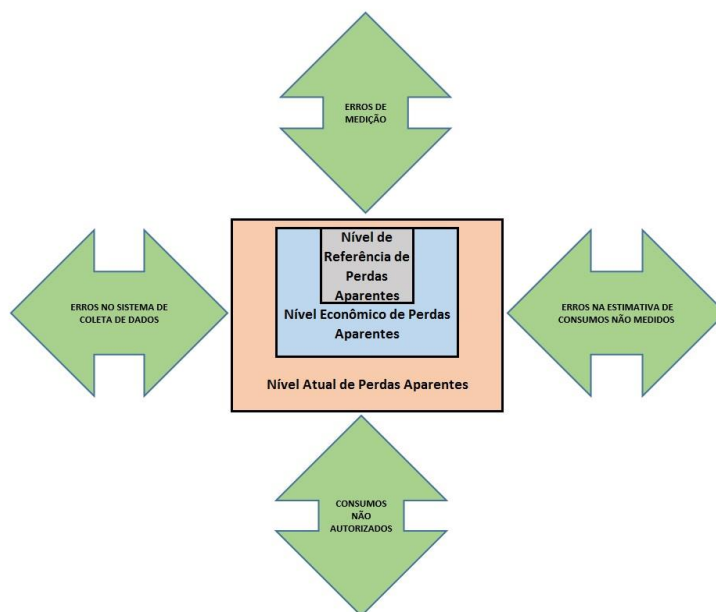 ERROS DE
MEDIÇÃO
Nível de
Referência de
Perdas
Aparentes
Nível Econômico de Perdas
Aparentes
Nível Atual de Perdas Aparentes
ERROS NO SISTEMA DE
COLETA DE DADOS
ERROS NA ESTIMATIVA DE
CONSUMOS NÃO MEDIDOS
CONSUMOS
NÃO
AUTORIZADOS